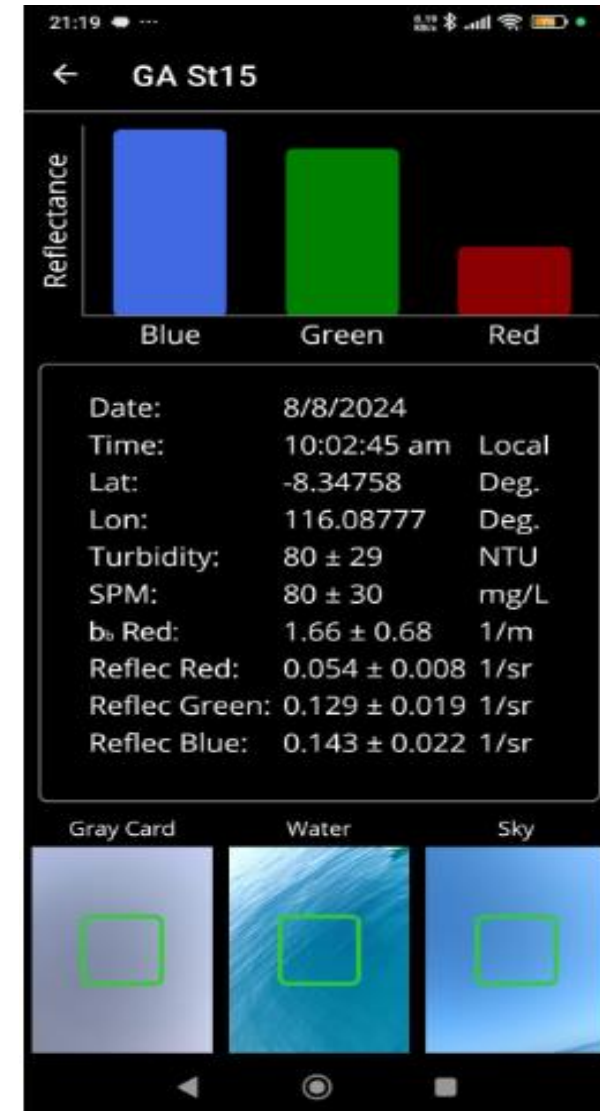 21:19
← GA St15
Reflectance
Blue Green Red
Date: 8/8/2024
Time: 10:02:45 am Local
Lat: -8.34758 Deg.
Lon: 116.08777 Deg.
Turbidity: 80 ± 29 NTU
SPM: 80 ± 30 mg/L
bb Red: 1.66 ± 0.68 1/m
Reflec Red: 0.054 ± 0.008 1/sr
Reflec Green: 0.129 ± 0.019 1/sr
Reflec Blue: 0.143 ± 0.022 1/sr
Gray Card Water Sky